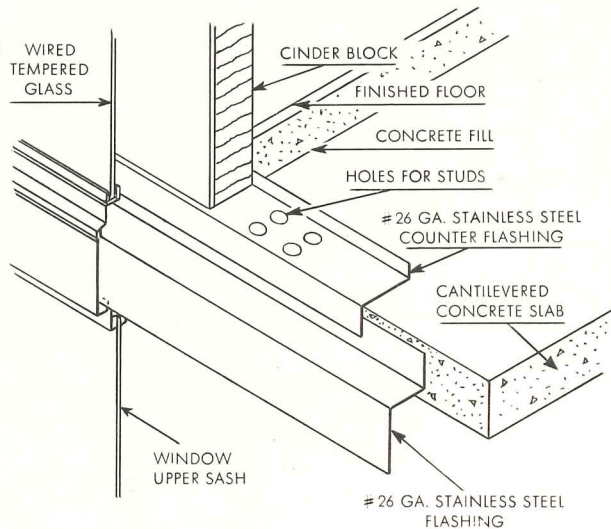 WIRED
TEMPERED
GLASS
CINDER BLOCK
FINISHED FLOOR
CONCRETE FILL
HOLES FOR STUDS
#26 GA. STAINLESS STEEL
COUNTER FLASHING
CANTILEVERED
CONCRETE SLAB
WINDOW
UPPER SASH
#26 GA. STAINLESS STEEL
FLASHING